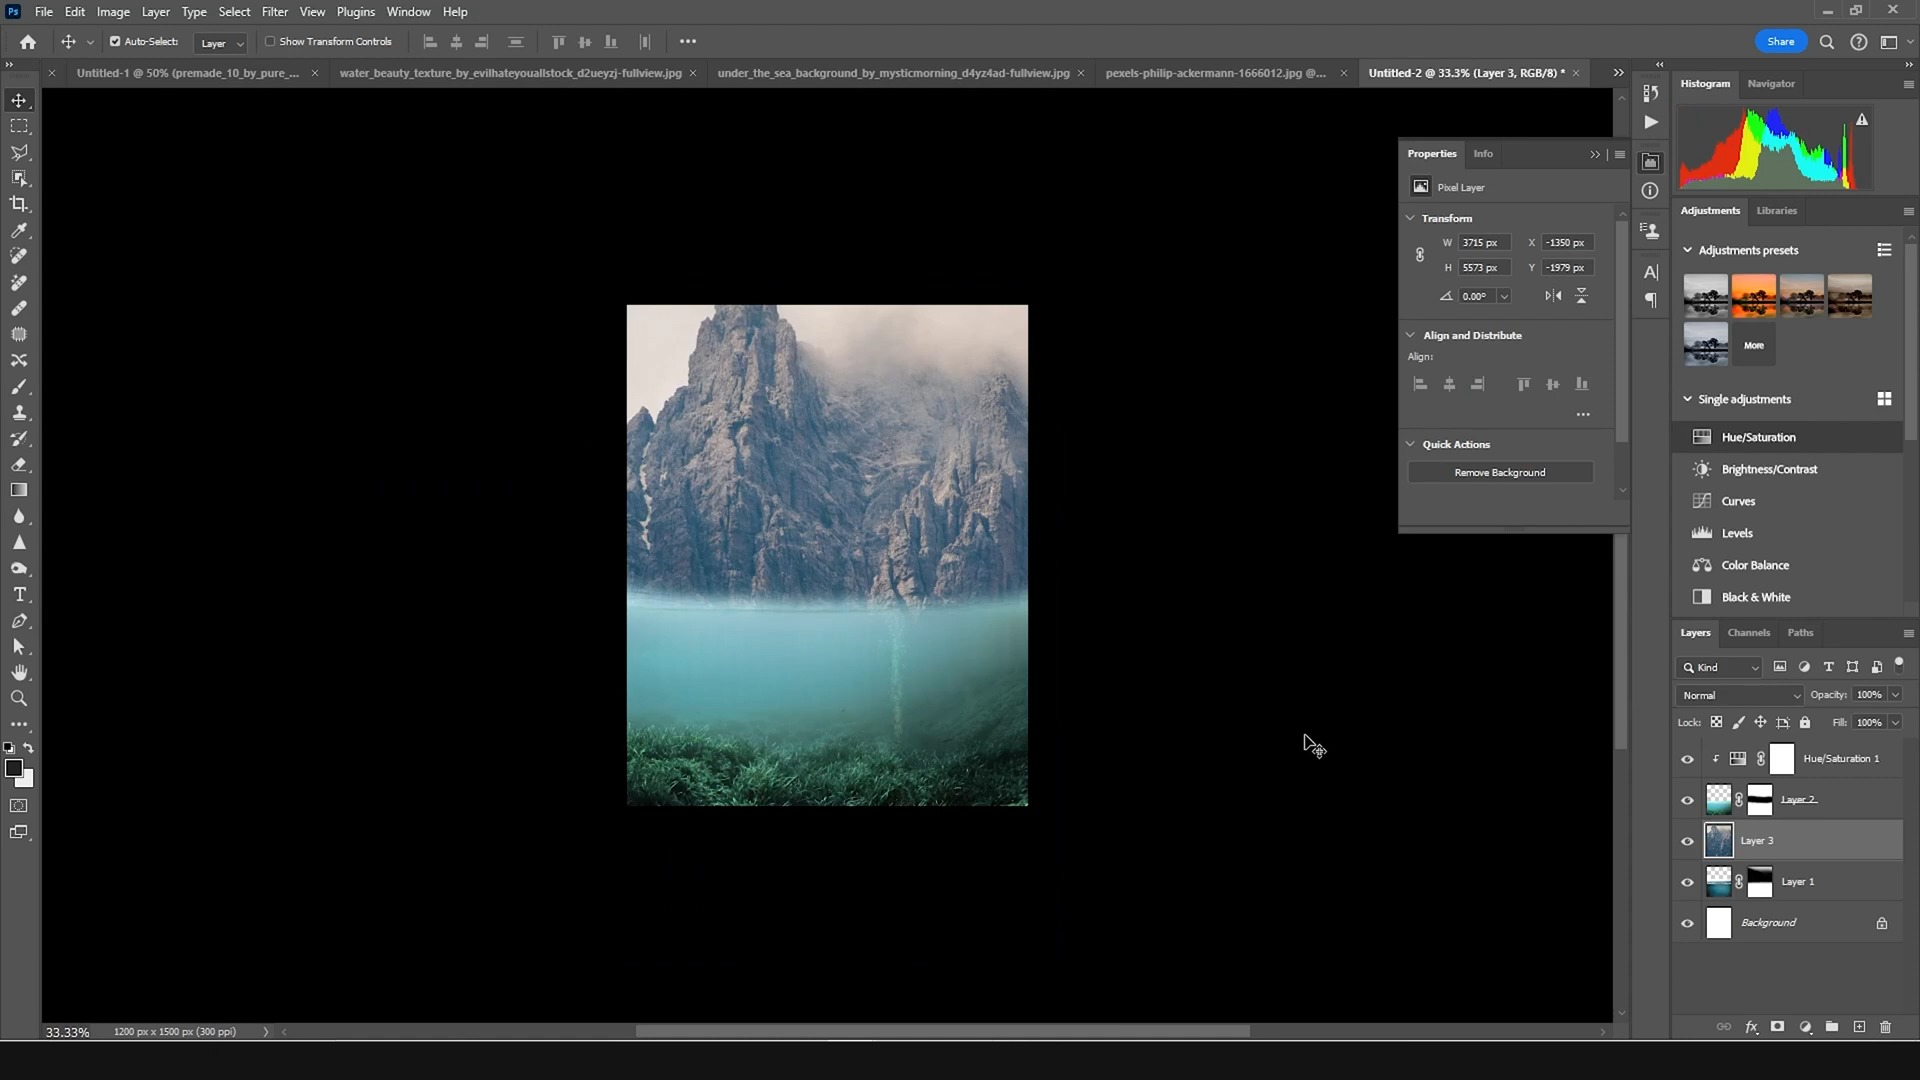 Ps File Edit Image Layer Type Select Filter View Plugins Window Help
Auto-Select: Layer Show Transform Controls Share
Untitled-1 @ 50% (premade_10_by_pure_... water_beauty_texture_by_evilhateyouallstock_d2ueyzj-fullview.jpg under_the_sea_background_by_mysticmorning_d4yz4ad-fullview.jpg pexels-philip-ackermann-1666012.jpg @... Untitled-2 @ 33.3% (Layer 3, RGB/8) *
Properties Info
Pixel Layer
Transform
W 3715 px X -1350 px
H 5573 px Y -1979 px
0.00°
Align and Distribute
Align:
Quick Actions
Remove Background
Histogram Navigator
Adjustments Libraries
Adjustments presets
More
Single adjustments
Hue/Saturation
Brightness/Contrast
Curves
Levels
Color Balance
Black & White
Layers Channels Paths
Kind
Normal Opacity: 100%
Lock: Fill: 100%
Hue/Saturation 1
Layer 2
Layer 3
Layer 1
Background
fx
33.33% 1200 px x 1500 px (300 ppi)